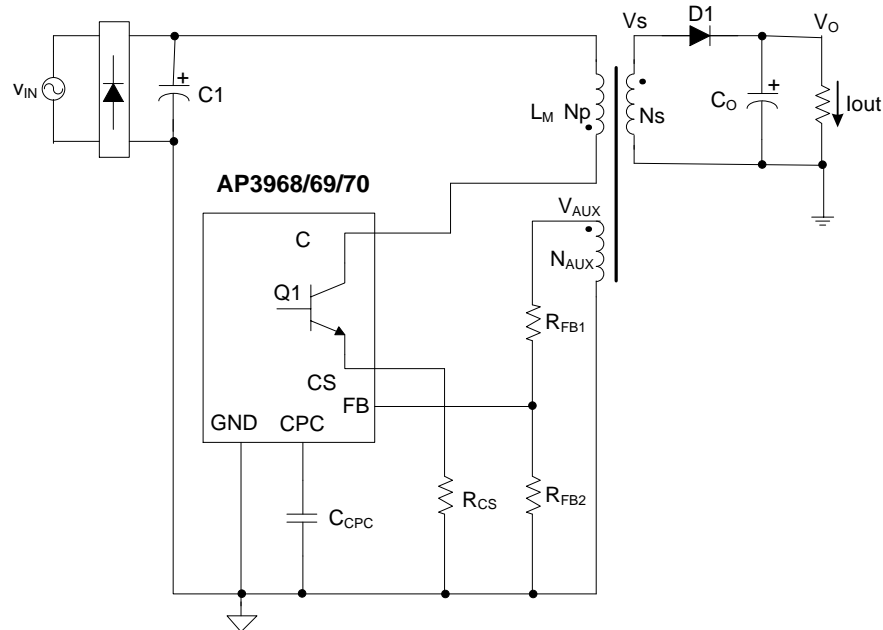 Vs
D1
VO
vIN
+
C1
LM
Np
Ns
CO
+
Iout
AP3968/69/70
C
Q1
CS
FB
GND
CPC
VAUX
NAUX
RFB1
RFB2
RCS
CCPC